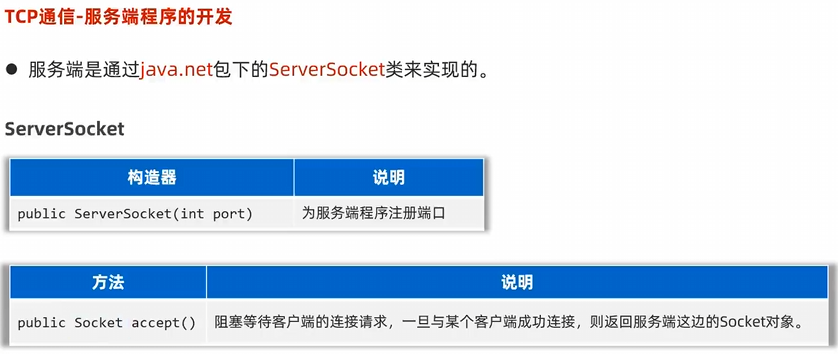 TCP通信-服务端程序的开发
● 服务端是通过java.net包下的ServerSocket类来实现的。
ServerSocket
构造器 说明
public ServerSocket(int port) 为服务端程序注册端口
方法 说明
public Socket accept() 阻塞等待客户端的连接请求，一旦与某个客户端成功连接，则返回服务端这边的Socket对象。